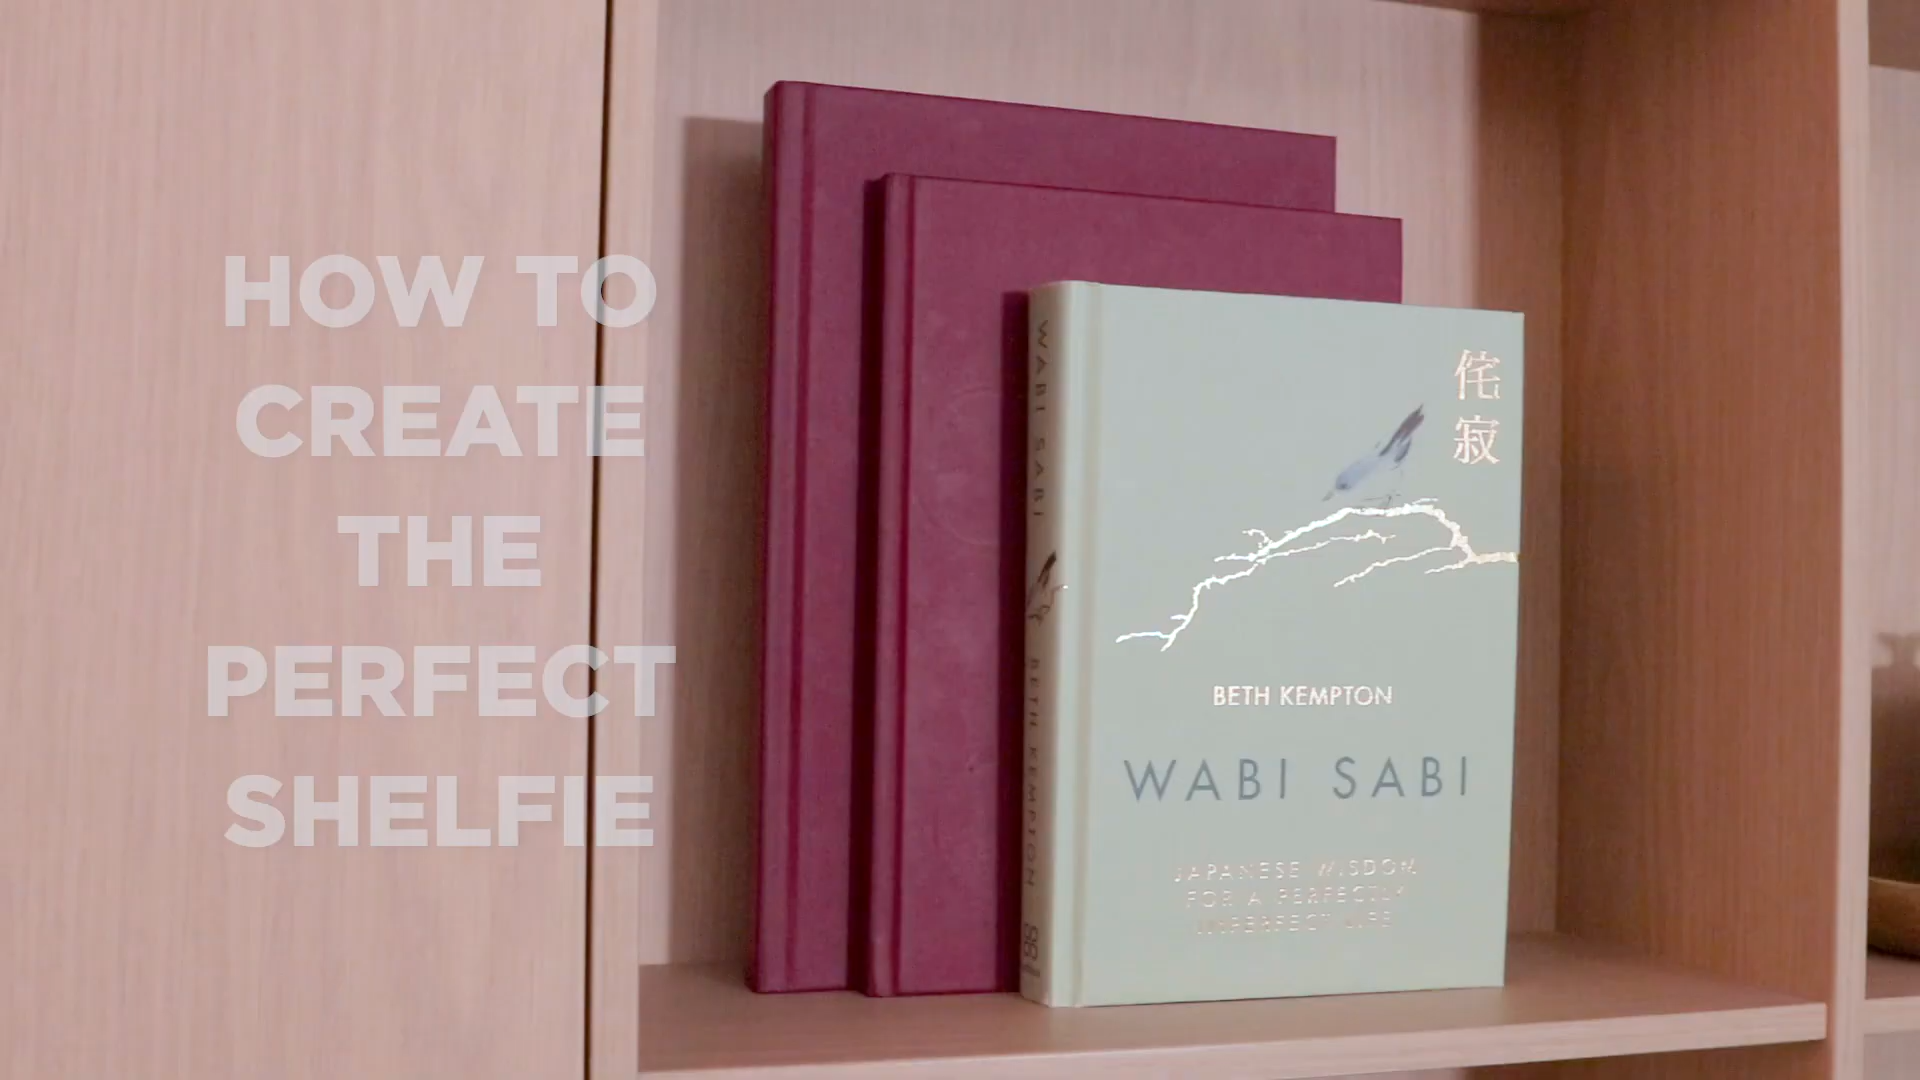 HOW TO
CREATE
THE
PERFECT
SHELFIE
WABI SABI
BETH KEMPTON
侘
寂
BETH KEMPTON
WABI SABI
JAPANESE WISDOM
FOR A PERFECTLY
IMPERFECT LIFE